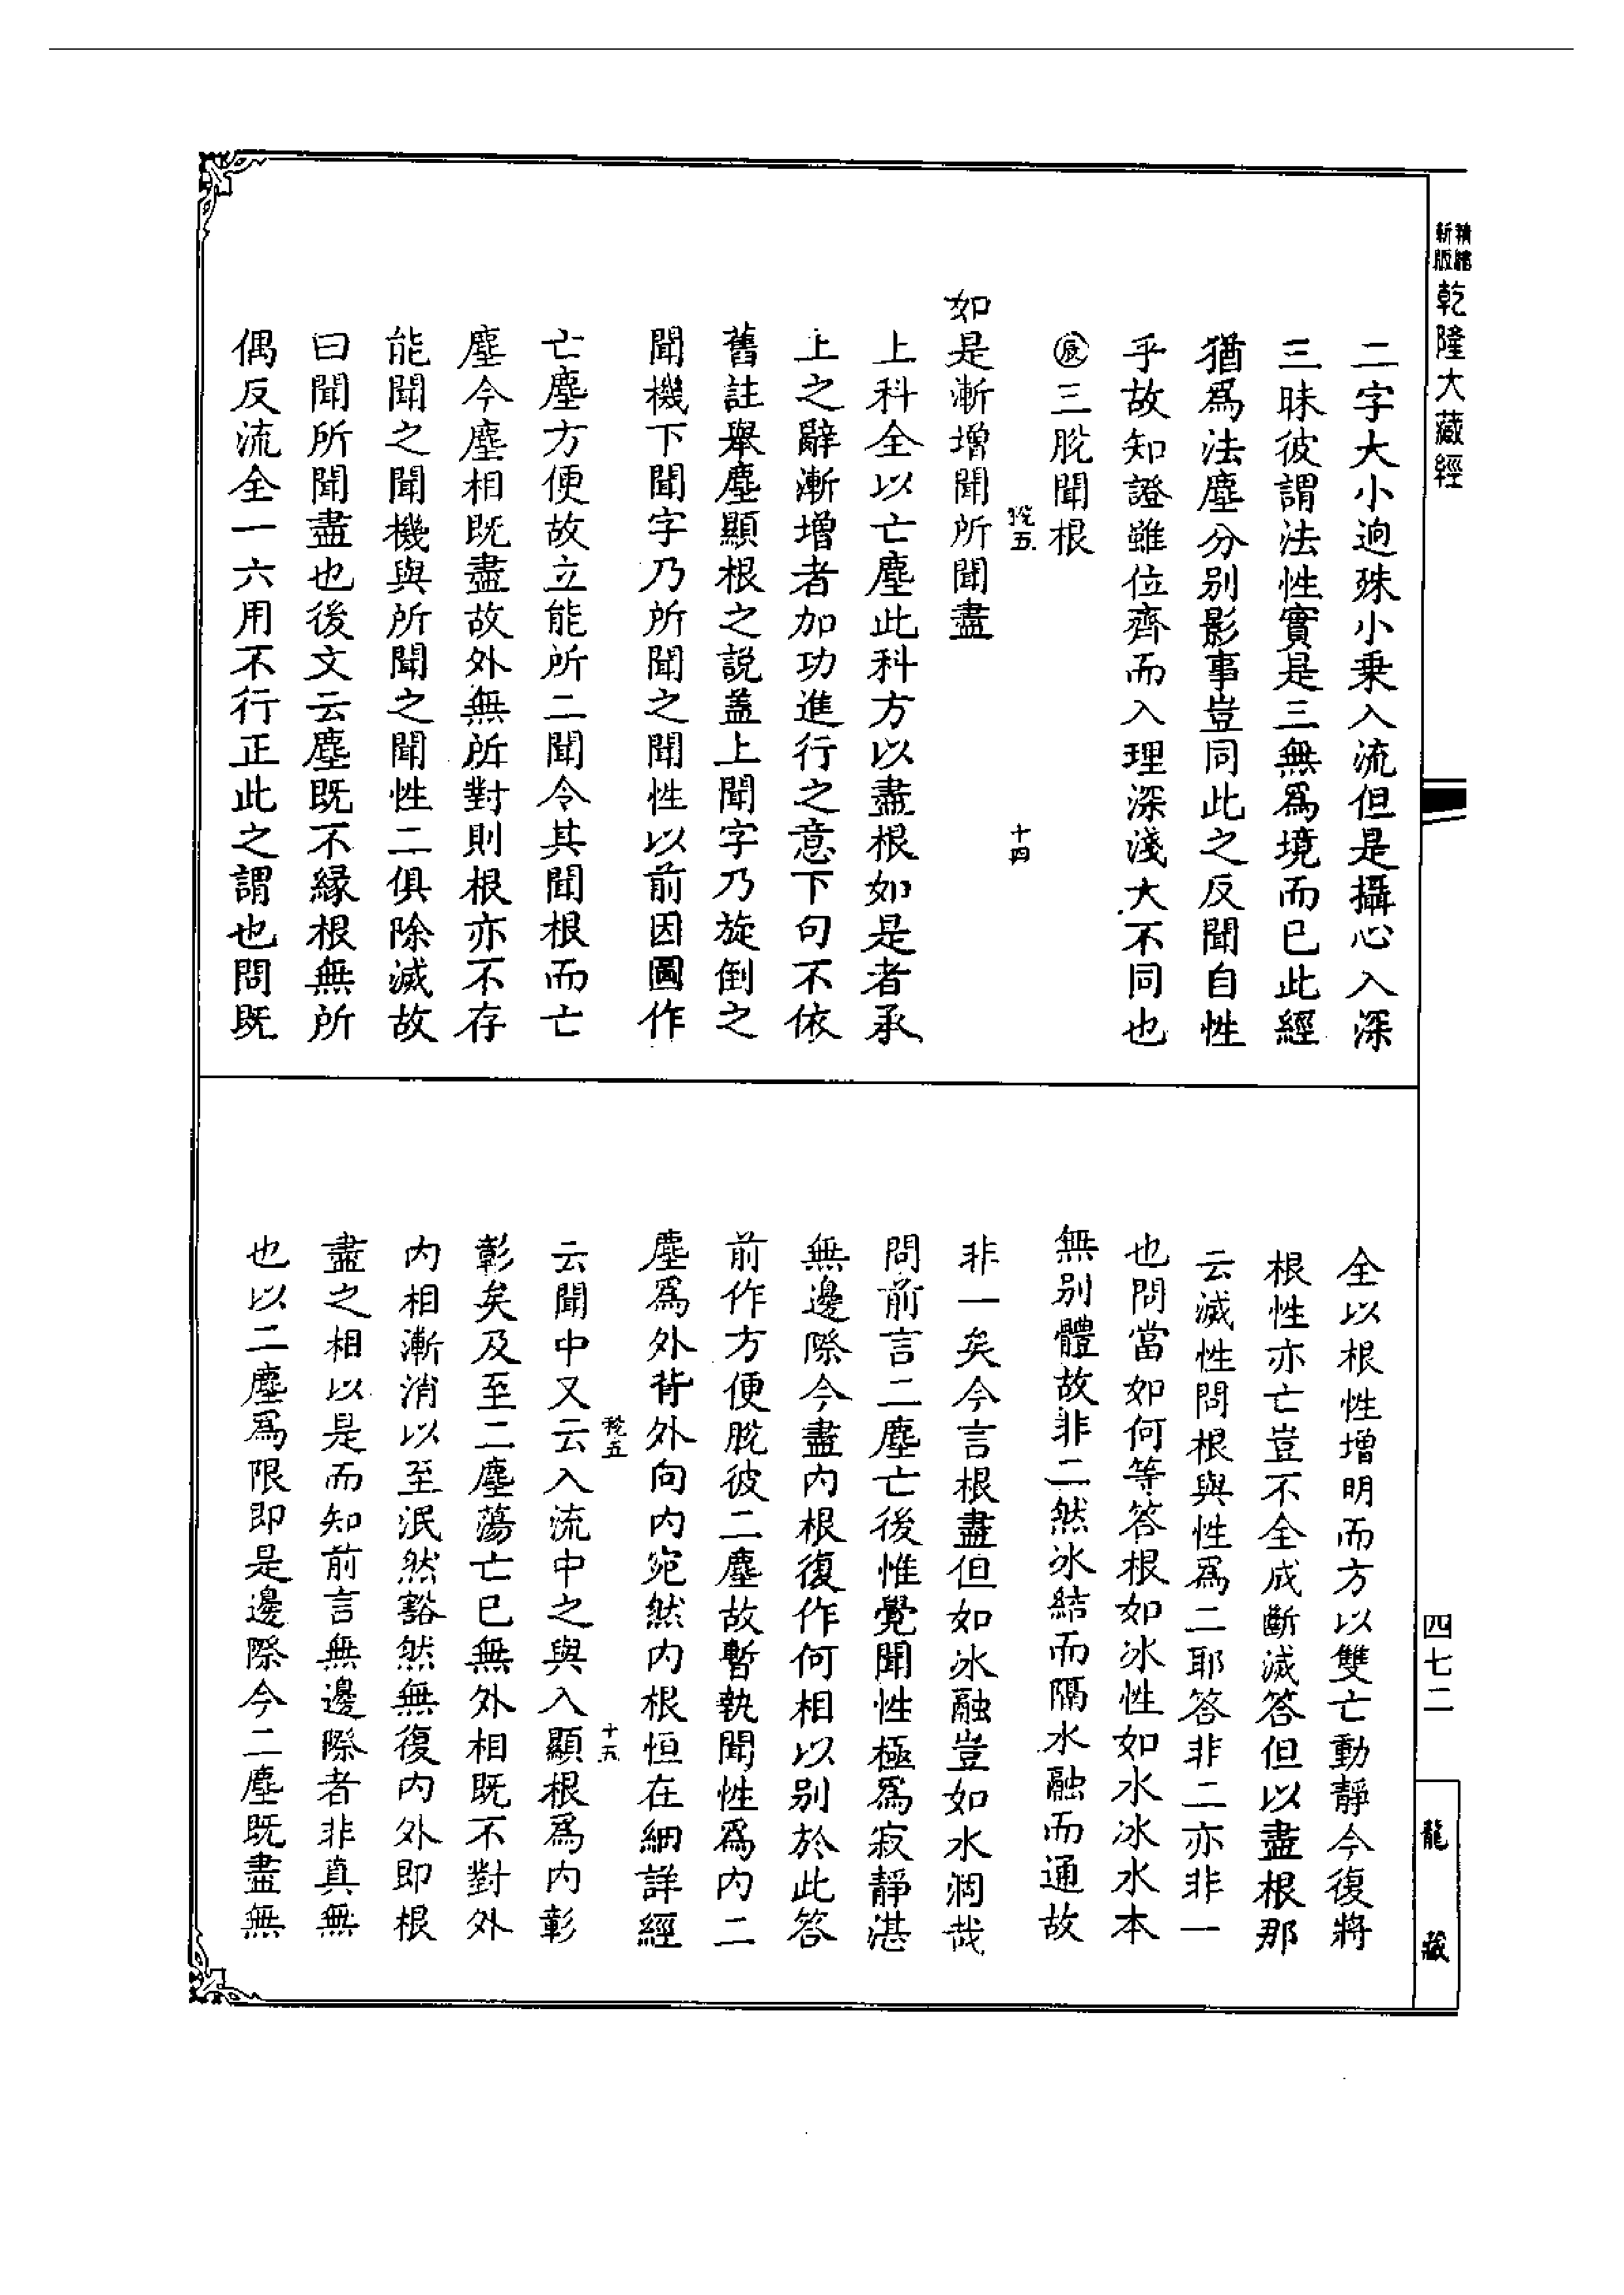 精縮
新版
乾隆大藏經
二字大小逈殊小乗入流但是攝心入深
三昧彼謂法性實是三無爲境而已此經
猶爲法塵分别影事豈同此之反聞自性
乎故知證雖位齊而入理深淺大不同也
㊁三脫聞根
十四
如是漸增聞所聞盡
上科全以亡塵此科方以盡根如是者承
上之辭漸增者加功進行之意下句不依
舊註舉塵顯根之説葢上聞字乃旋倒之
聞機下聞字乃所聞之聞性以前因圖作
亡塵方便故立能所二聞令其聞根而亡
塵今塵相既盡故外無所對則根亦不存
能聞之聞機與所聞之聞性二俱除滅故
曰聞所聞盡也後文云塵既不緣根無所
偶反流全一六用不行正此之謂也問既
全以根性增明而方以雙亡動靜今復將
根性亦亡豈不全成斷滅答但以盡根那
云滅性問根與性爲二耶答非二亦非一
也問當如何等答根如冰性如水冰水本
無别體故非二然冰結而隔水融而通故
非一矣今言根盡但如冰融豈如水涸哉
問前言二塵亡後惟覺聞性極爲寂靜湛
無邊際今盡内根復作何相以别於此答
前作方便脫彼二塵故暫執聞性爲内二
塵爲外背外向内宛然内根恒在細詳經
十五
云聞中又云入流中之與入顯根爲内彰
彰矣及至二塵蕩亡已無外相既不對外
内相漸消以至泯然豁然無復内外即根
盡之相以是而知前言無邊際者非真無
也以二塵爲限即是邊際今二塵既盡無
四七二
龍藏